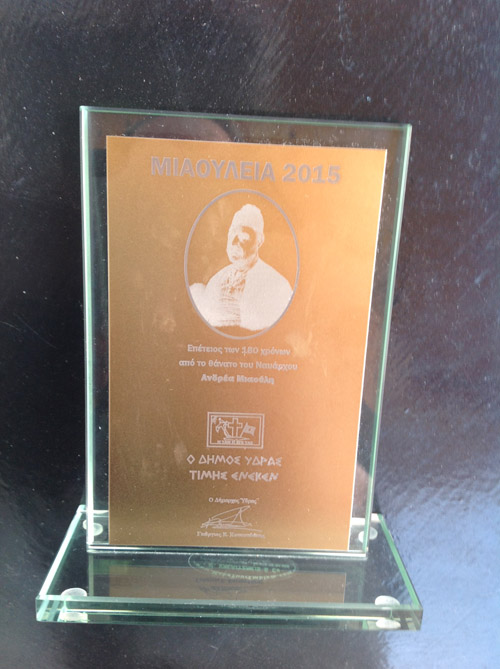 ΜΙΑΟΥΛΕΙΑ 2015
Επέτειος των 180 χρόνων
από το θάνατο του Ναυάρχου
Ανδρέα Μιαούλη
Ο ΔΗΜΟΣ ΥΔΡΑΣ
ΤΙΜΗΣ ΕΝΕΚΕΝ
Ο Δήμαρχος Ύδρας
Γεώργιος